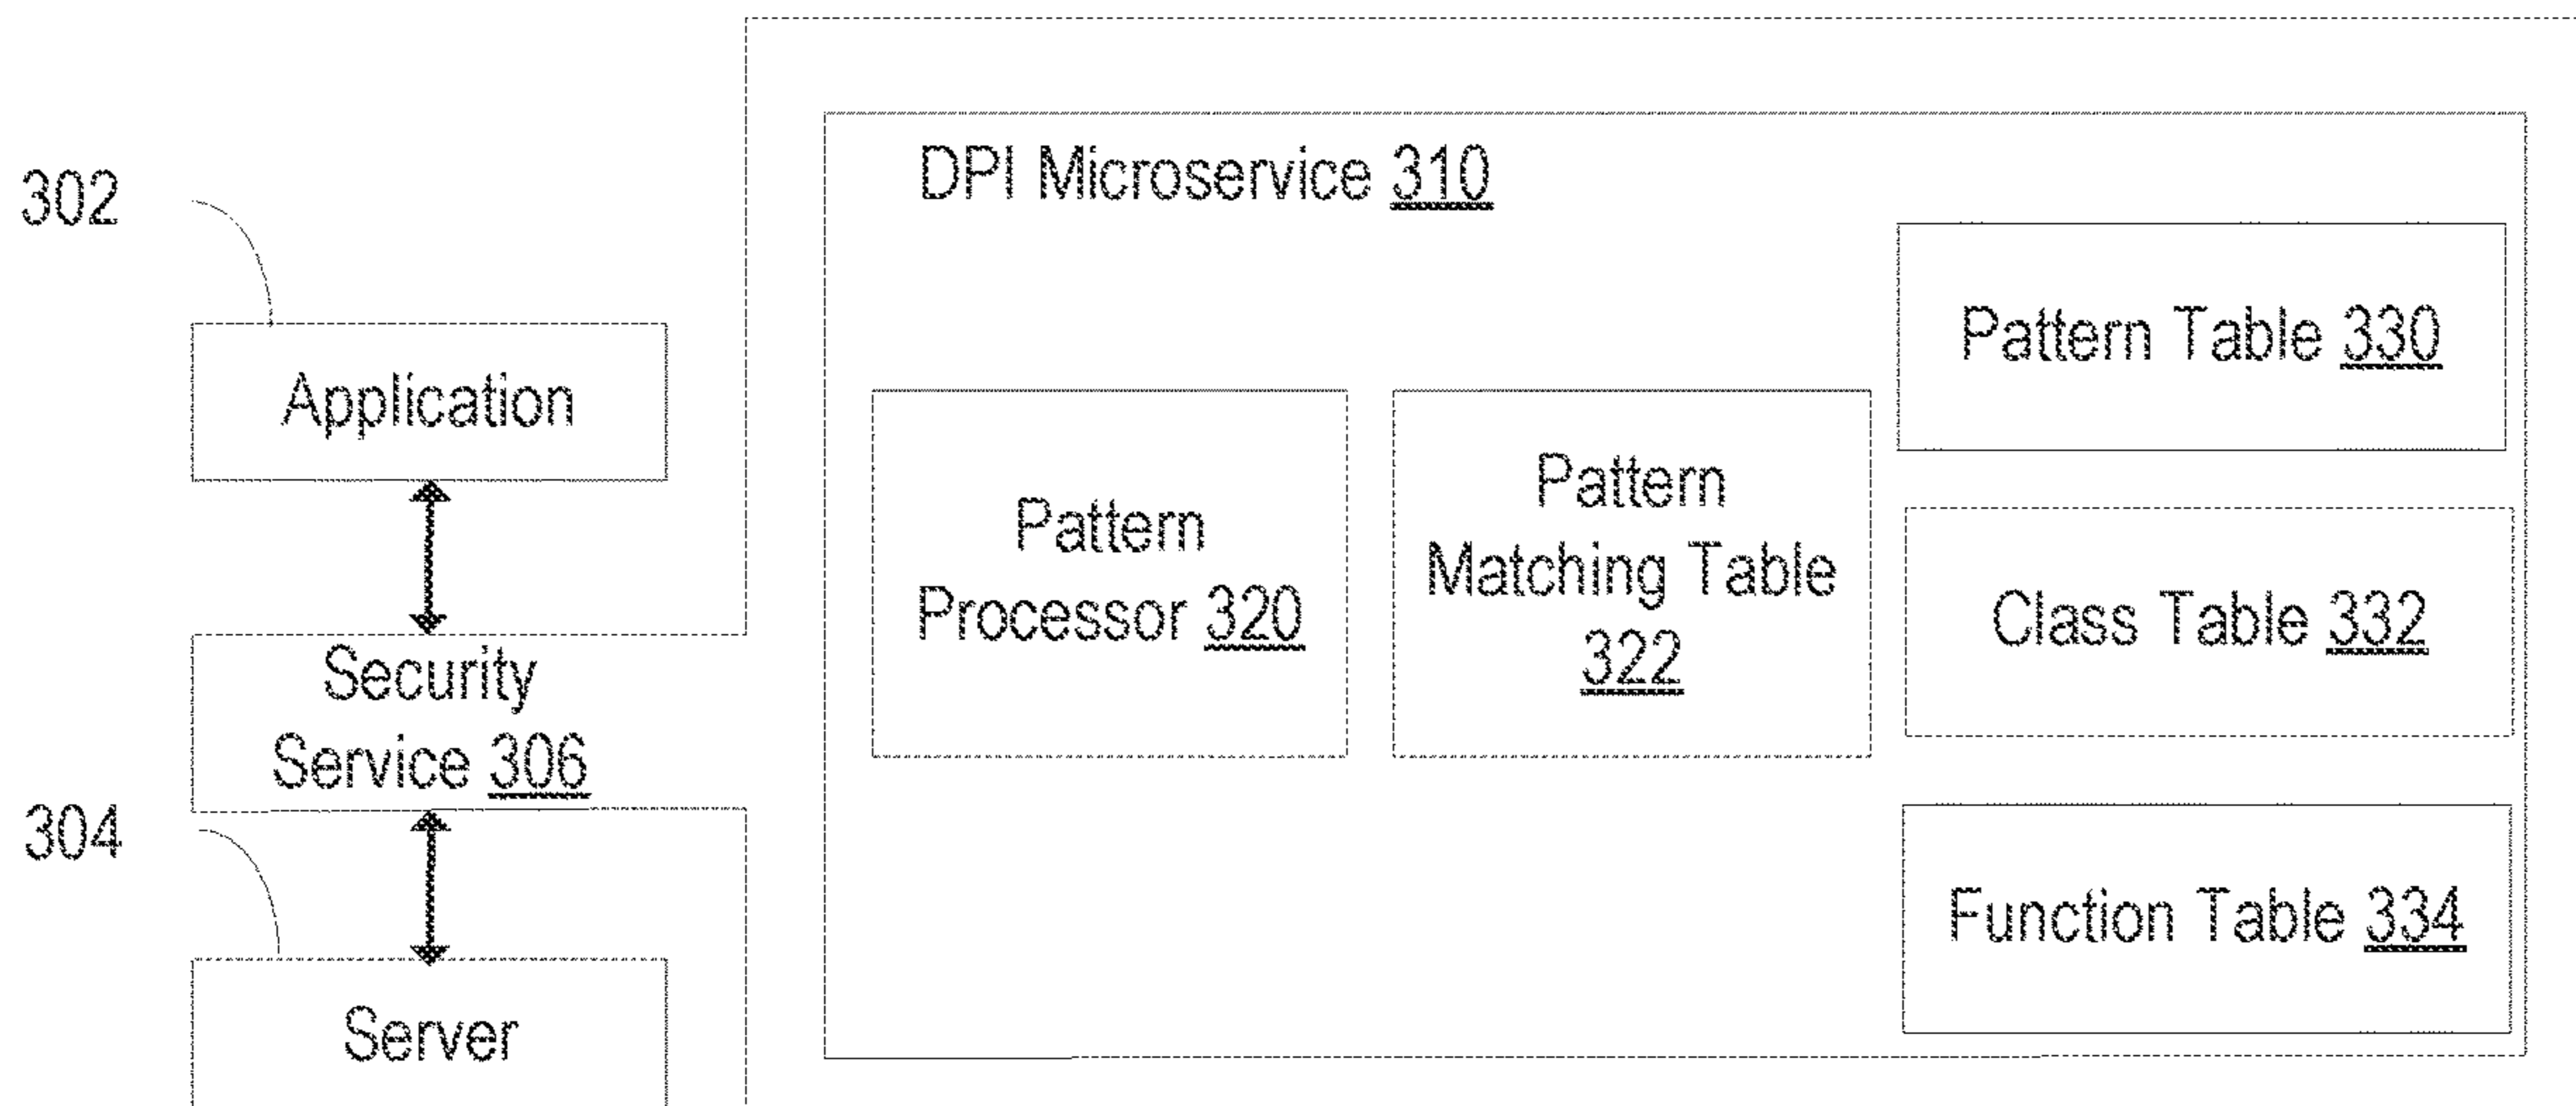 302
Application
Security
Service 306
304
Server
DPI Microservice 310
Pattern
Processor 320
Pattern
Matching Table
322
Pattern Table 330
Class Table 332
Function Table 334